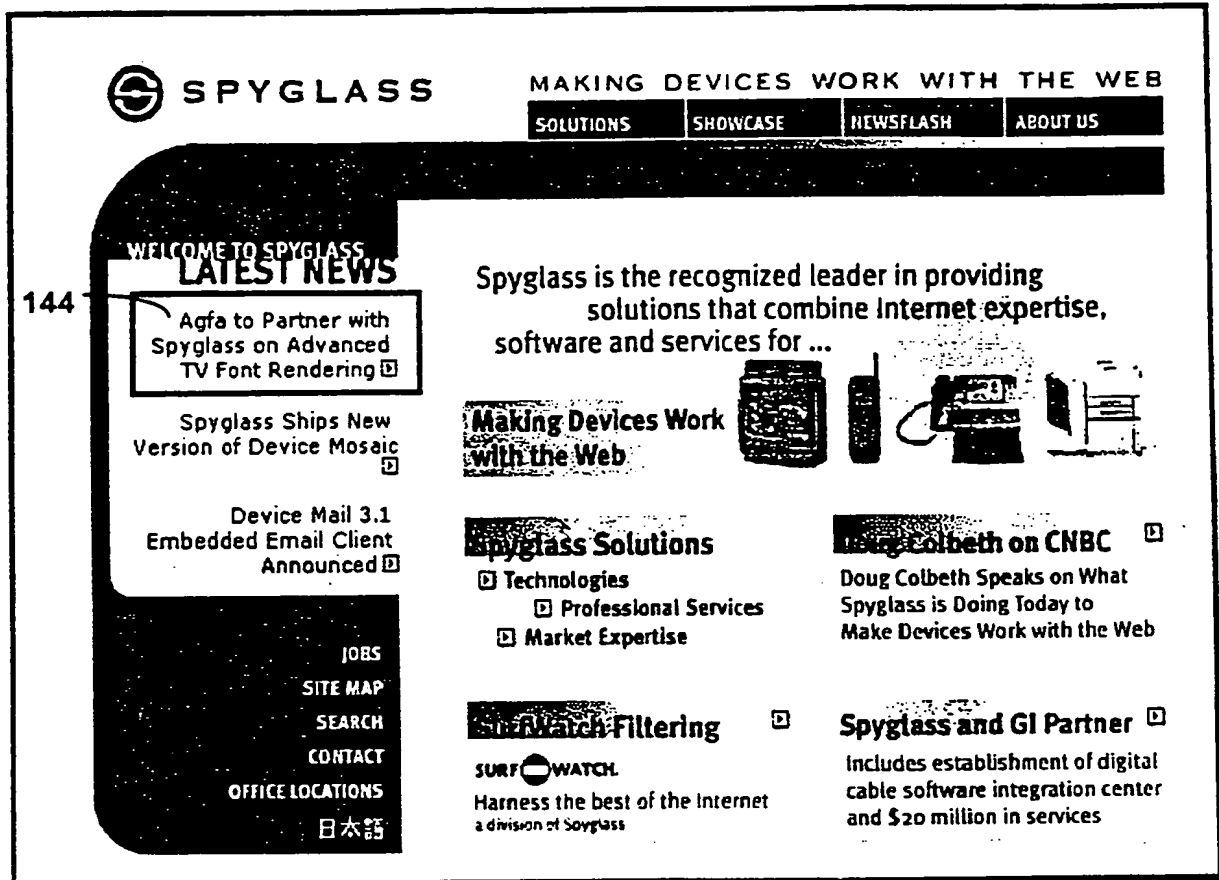 SPYGLASS
MAKING DEVICES WORK WITH THE WEB
SOLUTIONS SHOWCASE NEWSFLASH ABOUT US
WELCOME TO SPYGLASS
LATEST NEWS
144
Agfa to Partner with
Spyglass on Advanced
TV Font Rendering
Spyglass Ships New
Version of Device Mosaic
Device Mail 3.1
Embedded Email Client
Announced
JOBS
SITE MAP
SEARCH
CONTACT
OFFICE LOCATIONS
日本語
Spyglass is the recognized leader in providing
solutions that combine Internet expertise,
software and services for ...
Making Devices Work
with the Web
Spyglass Solutions
Technologies
Professional Services
Market Expertise
Doug Colbeth on CNBC
Doug Colbeth Speaks on What
Spyglass is Doing Today to
Make Devices Work with the Web
SurfWatch Filtering
SURF WATCH.
Harness the best of the Internet
a division of Spyglass
Spyglass and GI Partner
Includes establishment of digital
cable software integration center
and $20 million in services